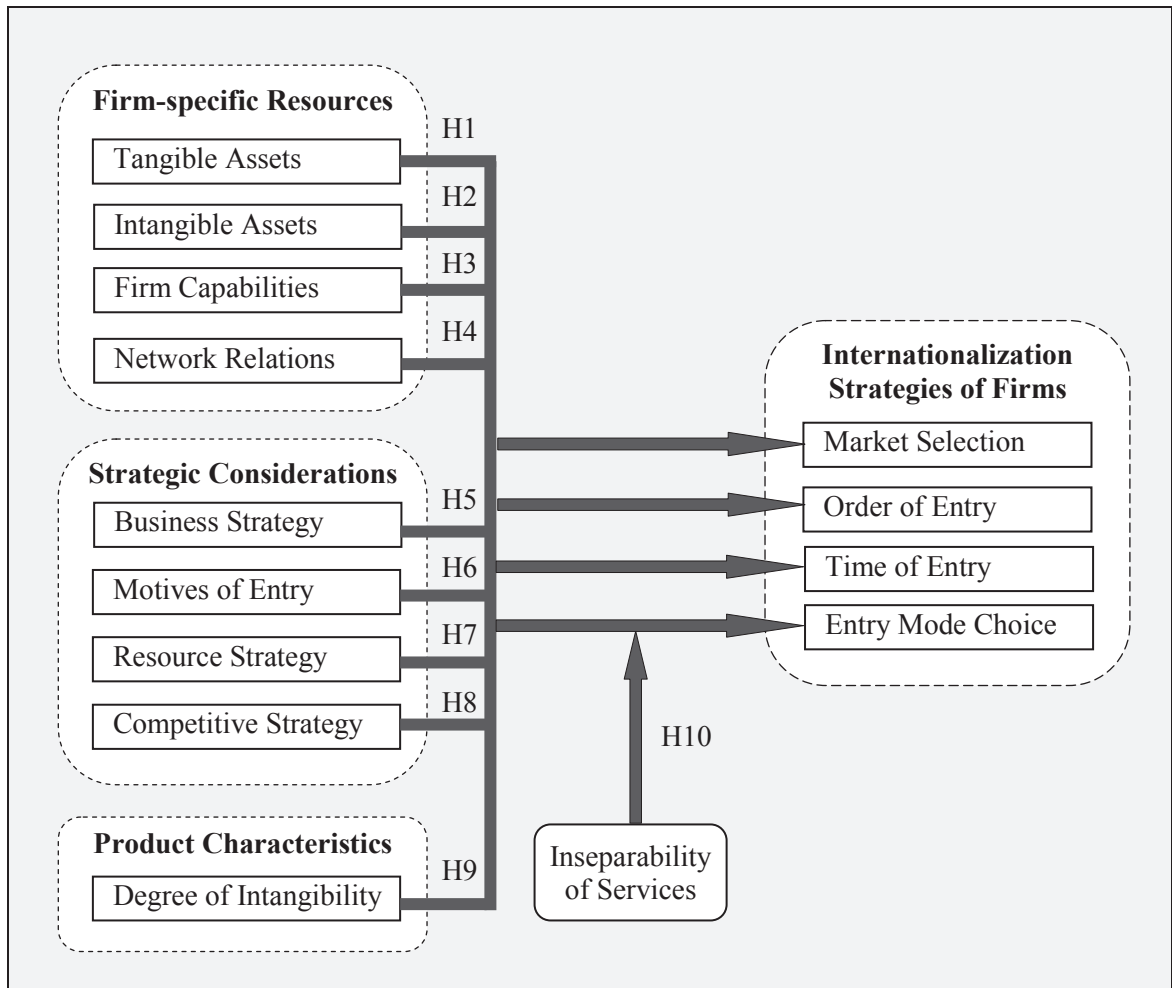 Firm-specific Resources
H1
Tangible Assets
H2
Intangible Assets
H3
Firm Capabilities
H4
Network Relations
Strategic Considerations
H5
Business Strategy
H6
Motives of Entry
H7
Resource Strategy
H8
Competitive Strategy
Product Characteristics
H9
Degree of Intangibility
H10
Inseparability
of Services
Internationalization
Strategies of Firms
Market Selection
Order of Entry
Time of Entry
Entry Mode Choice